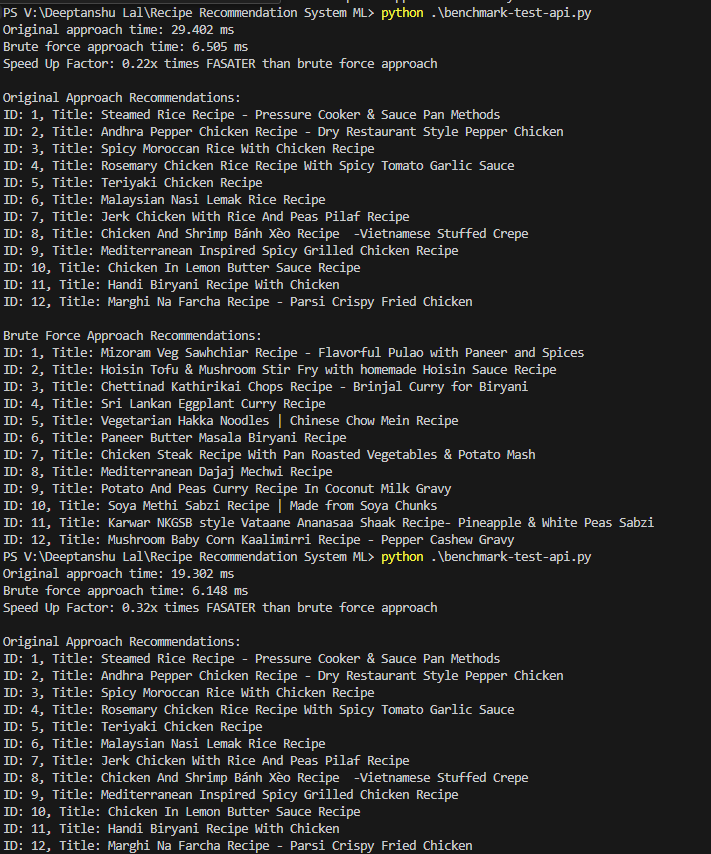 PS V:\Deeptanshu Lal\Recipe Recommendation System ML> python .\benchmark-test-api.py
Original approach time: 29.402 ms
Brute force approach time: 6.505 ms
Speed Up Factor: 0.22x times FASATER than brute force approach

Original Approach Recommendations:
ID: 1, Title: Steamed Rice Recipe - Pressure Cooker & Sauce Pan Methods
ID: 2, Title: Andhra Pepper Chicken Recipe - Dry Restaurant Style Pepper Chicken
ID: 3, Title: Spicy Moroccan Rice With Chicken Recipe
ID: 4, Title: Rosemary Chicken Rice Recipe With Spicy Tomato Garlic Sauce
ID: 5, Title: Teriyaki Chicken Recipe
ID: 6, Title: Malaysian Nasi Lemak Rice Recipe
ID: 7, Title: Jerk Chicken With Rice And Peas Pilaf Recipe
ID: 8, Title: Chicken And Shrimp Bánh Xèo Recipe  -Vietnamese Stuffed Crepe
ID: 9, Title: Mediterranean Inspired Spicy Grilled Chicken Recipe
ID: 10, Title: Chicken In Lemon Butter Sauce Recipe
ID: 11, Title: Handi Biryani Recipe With Chicken
ID: 12, Title: Marghi Na Farcha Recipe - Parsi Crispy Fried Chicken

Brute Force Approach Recommendations:
ID: 1, Title: Mizoram Veg Sawhchiar Recipe - Flavorful Pulao with Paneer and Spices
ID: 2, Title: Hoisin Tofu & Mushroom Stir Fry with homemade Hoisin Sauce Recipe
ID: 3, Title: Chettinad Kathirikai Chops Recipe - Brinjal Curry for Biryani
ID: 4, Title: Sri Lankan Eggplant Curry Recipe
ID: 5, Title: Vegetarian Hakka Noodles | Chinese Chow Mein Recipe
ID: 6, Title: Paneer Butter Masala Biryani Recipe
ID: 7, Title: Chicken Steak Recipe With Pan Roasted Vegetables & Potato Mash
ID: 8, Title: Mediterranean Dajaj Mechwi Recipe
ID: 9, Title: Potato And Peas Curry Recipe In Coconut Milk Gravy
ID: 10, Title: Soya Methi Sabzi Recipe | Made from Soya Chunks
ID: 11, Title: Karwar NKGSB style Vataane Ananasaa Shaak Recipe- Pineapple & White Peas Sabzi
ID: 12, Title: Mushroom Baby Corn Kaalimirri Recipe - Pepper Cashew Gravy
PS V:\Deeptanshu Lal\Recipe Recommendation System ML> python .\benchmark-test-api.py
Original approach time: 19.302 ms
Brute force approach time: 6.148 ms
Speed Up Factor: 0.32x times FASATER than brute force approach

Original Approach Recommendations:
ID: 1, Title: Steamed Rice Recipe - Pressure Cooker & Sauce Pan Methods
ID: 2, Title: Andhra Pepper Chicken Recipe - Dry Restaurant Style Pepper Chicken
ID: 3, Title: Spicy Moroccan Rice With Chicken Recipe
ID: 4, Title: Rosemary Chicken Rice Recipe With Spicy Tomato Garlic Sauce
ID: 5, Title: Teriyaki Chicken Recipe
ID: 6, Title: Malaysian Nasi Lemak Rice Recipe
ID: 7, Title: Jerk Chicken With Rice And Peas Pilaf Recipe
ID: 8, Title: Chicken And Shrimp Bánh Xèo Recipe  -Vietnamese Stuffed Crepe
ID: 9, Title: Mediterranean Inspired Spicy Grilled Chicken Recipe
ID: 10, Title: Chicken In Lemon Butter Sauce Recipe
ID: 11, Title: Handi Biryani Recipe With Chicken
ID: 12, Title: Marghi Na Farcha Recipe - Parsi Crispy Fried Chicken